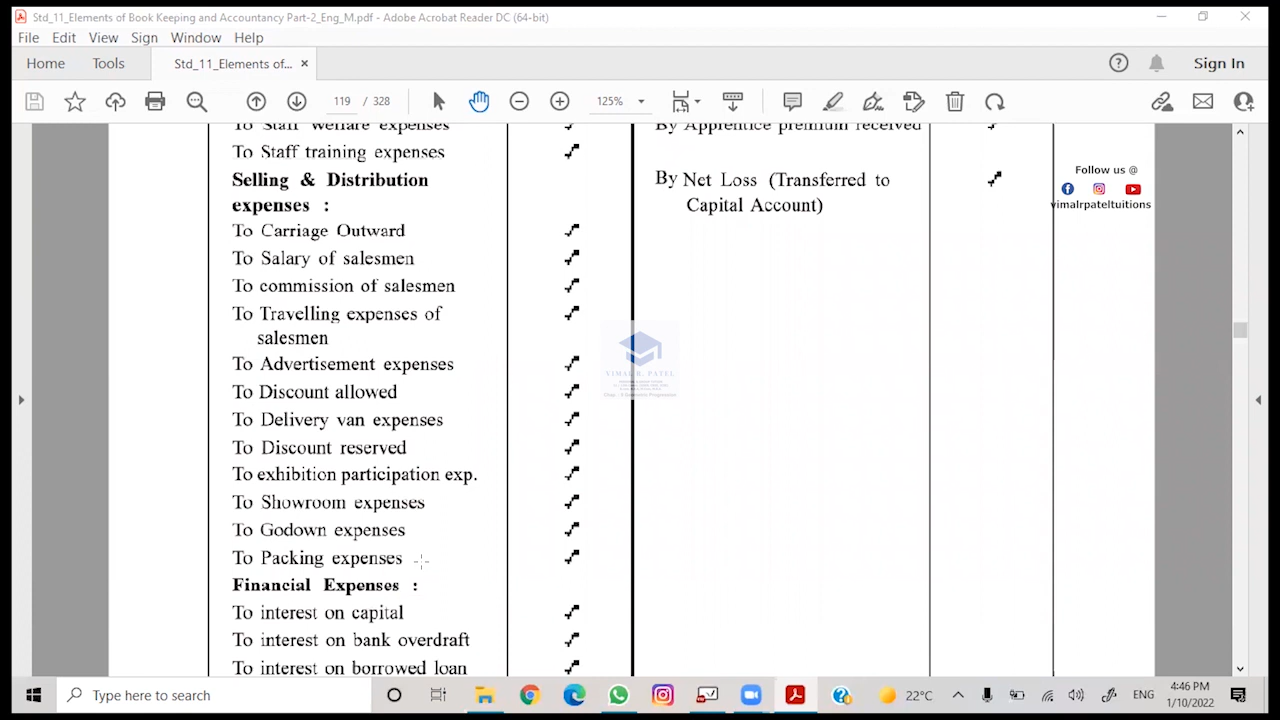 Std_11_Elements of Book Keeping and Accountancy Part-2_Eng_M.pdf - Adobe Acrobat Reader DC (64-bit)
File Edit View Sign Window Help
Home Tools Std_11_Elements of... × Sign In
119 / 328 125%
To Staff welfare expenses
To Staff training expenses
Selling & Distribution
expenses :
To Carriage Outward
To Salary of salesmen
To commission of salesmen
To Travelling expenses of
salesmen
To Advertisement expenses
To Discount allowed
To Delivery van expenses
To Discount reserved
To exhibition participation exp.
To Showroom expenses
To Godown expenses
To Packing expenses
Financial Expenses :
To interest on capital
To interest on bank overdraft
To interest on borrowed loan
By Apprentice premium received
By Net Loss (Transferred to
Capital Account)
Follow us @
vimalrpateltuitions
VIMAL R. PATEL
Type here to search
22°C ENG 4:46 PM
1/10/2022